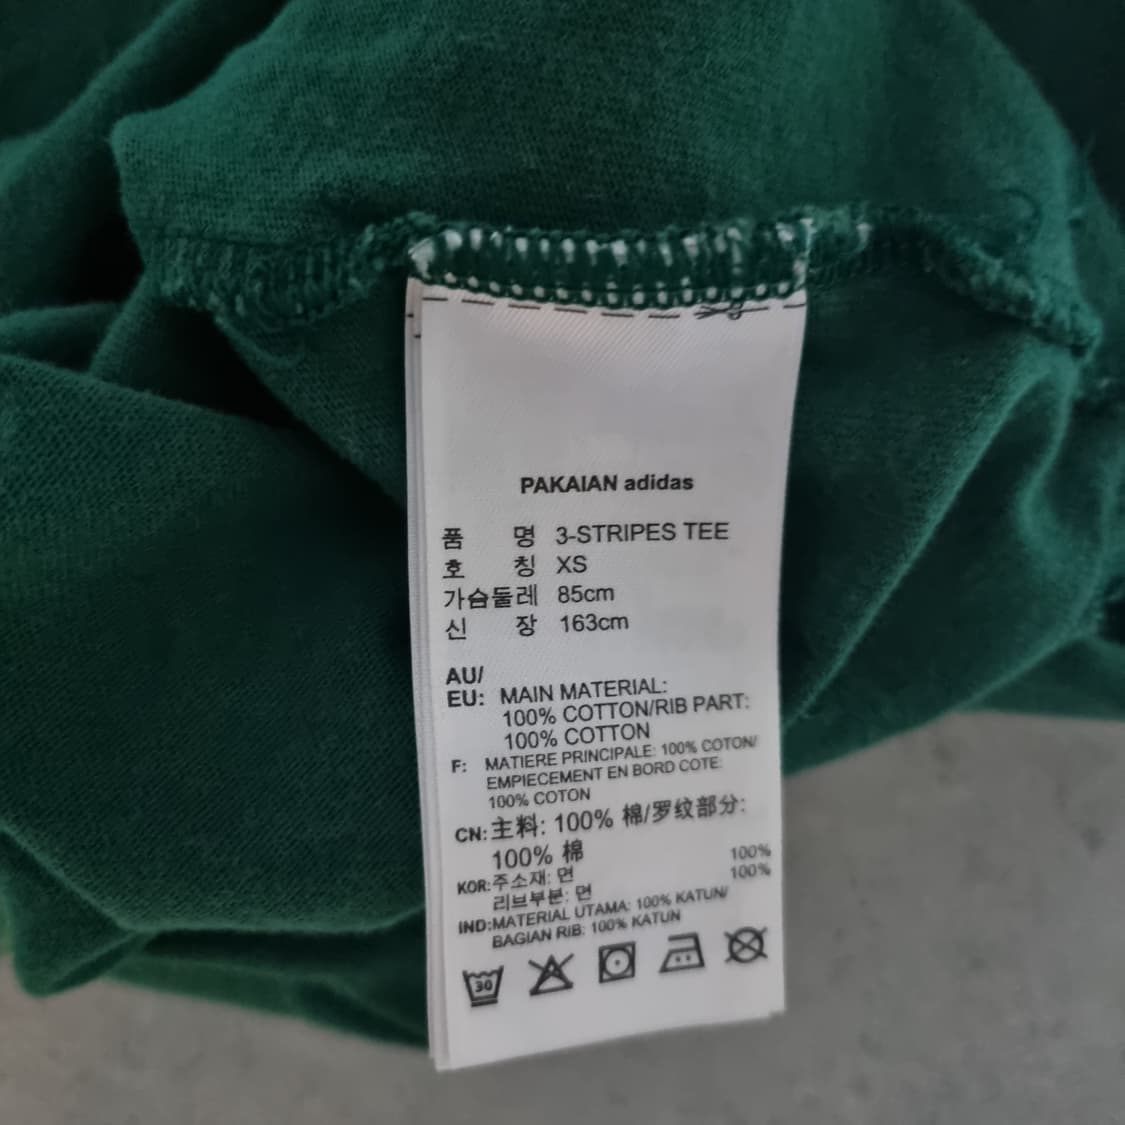 PAKAIAN adidas
품 명 3-STRIPES TEE
호 칭 XS
가슴둘레 85cm
신 장 163cm
AU/
EU: MAIN MATERIAL:
100% COTTON/RIB PART:
100% COTTON
F: MATIERE PRINCIPALE: 100% COTON/
EMPIECEMENT EN BORD COTE:
100% COTON
CN: 主料: 100% 棉/罗纹部分:
100% 棉
KOR: 주소재: 면 100%
리브부분: 면 100%
IND: MATERIAL UTAMA: 100% KATUN/
BAGIAN RIB: 100% KATUN
30